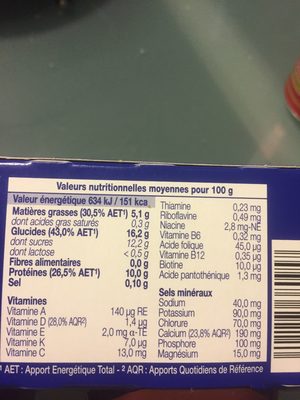 Valeurs nutritionnelles moyennes pour 100 g
Valeur énergétique 634 kJ / 151 kca
Matières grasses (30,5% AET¹) 5,1 g
dont acides gras saturés 0,3 g
Glucides (43,0% AET¹) 16,2 g
dont sucres 12,2 g
dont lactose < 0,5 g
Fibres alimentaires 0,0 g
Protéines (26,5% AET¹) 10,0 g
Sel 0,10 g
Vitamines
Vitamine A 140 µg RE
Vitamine D (28,0% AQR²) 1,4 µg
Vitamine E 2,0 mg α-TE
Vitamine K 7,0 µg
Vitamine C 13,0 mg
Thiamine 0,23 mg
Riboflavine 0,49 mg
Niacine 2,8 mg-NE
Vitamine B6 0,32 mg
Acide folique 45,0 µg
Vitamine B12 0,35 µg
Biotine 10,0 µg
Acide pantothénique 1,3 mg
Sels minéraux
Sodium 40,0 mg
Potassium 90,0 mg
Chlorure 70,0 mg
Calcium (23,8% AQR²) 190 mg
Phosphore 100 mg
Magnésium 15,0 mg
¹ AET : Apport Energétique Total - ² AQR : Apports Quotidiens de Référence